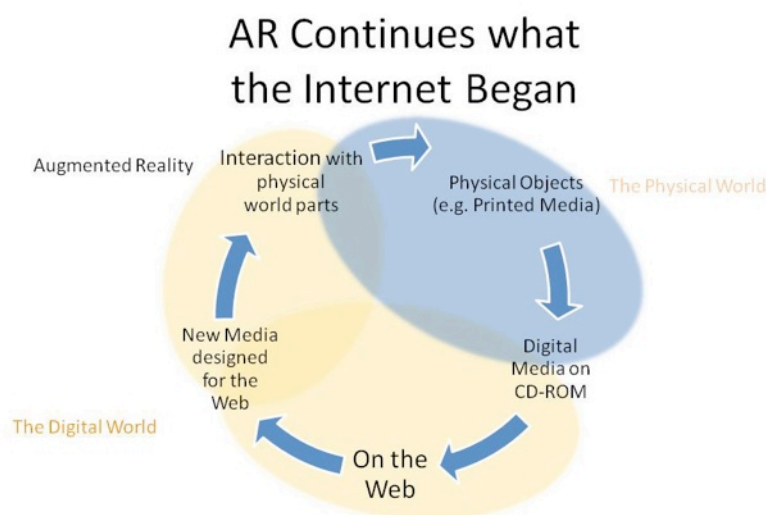 AR Continues what
the Internet Began
Augmented Reality
Interaction with
physical
world parts
Physical Objects
(e.g. Printed Media)
The Physical World
Digital
Media on
CD-ROM
On the
Web
New Media
designed
for the
Web
The Digital World